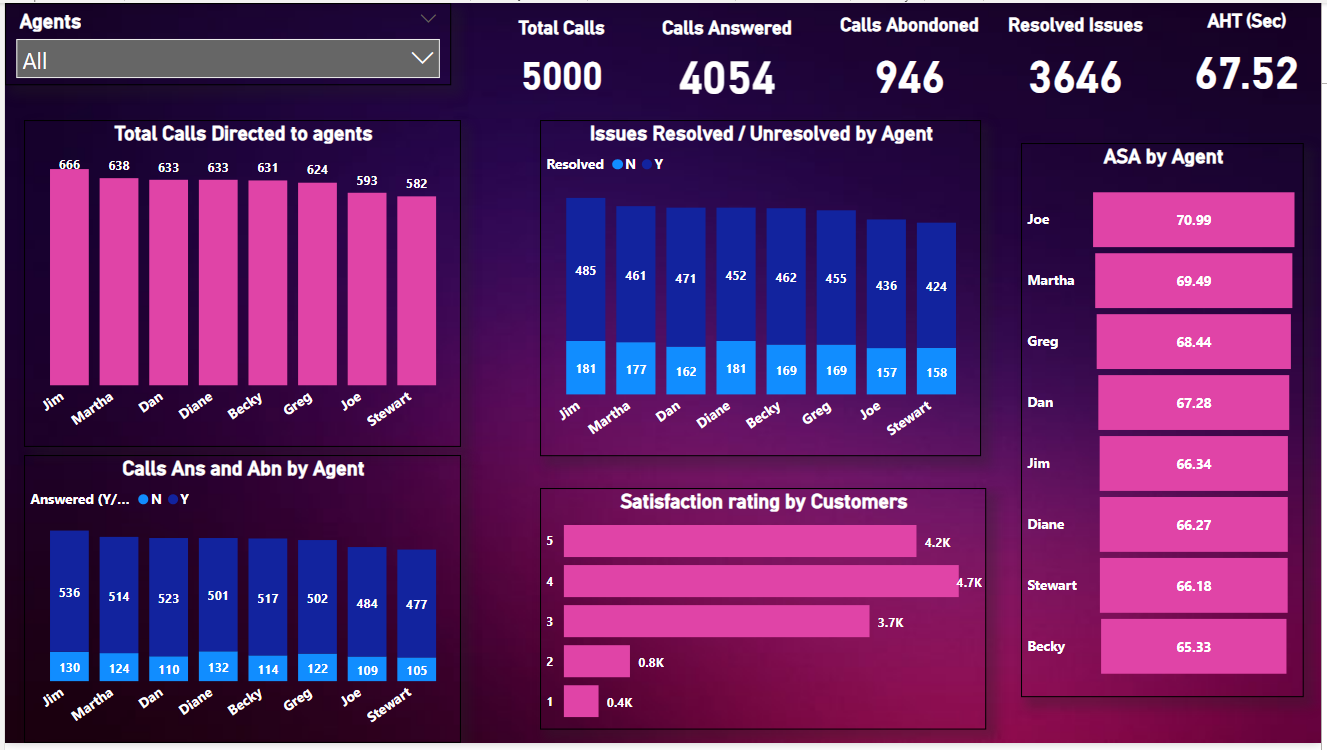 Agents
All
Total Calls
5000
Calls Answered
4054
Calls Abondoned
946
Resolved Issues
3646
AHT (Sec)
67.52
Total Calls Directed to agents
666 638 633 633 631 624 593 582
Jim Martha Dan Diane Becky Greg Joe Stewart
Calls Ans and Abn by Agent
Answered (Y/... N Y
536 514 523 501 517 502 484 477
130 124 110 132 114 122 109 105
Jim Martha Dan Diane Becky Greg Joe Stewart
Issues Resolved / Unresolved by Agent
Resolved N Y
485 461 471 452 462 455 436 424
181 177 162 181 169 169 157 158
Jim Martha Dan Diane Becky Greg Joe Stewart
Satisfaction rating by Customers
5 4.2K
4 4.7K
3 3.7K
2 0.8K
1 0.4K
ASA by Agent
Joe 70.99
Martha 69.49
Greg 68.44
Dan 67.28
Jim 66.34
Diane 66.27
Stewart 66.18
Becky 65.33